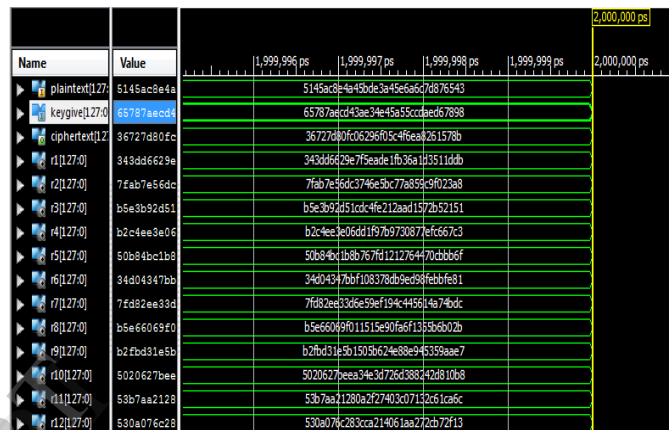 2,000,000 ps
Name Value 1,999,996 ps 1,999,997 ps 1,999,998 ps 1,999,999 ps 2,000,000 ps
plaintext[127: 5145ac8e4a 5145ac8e4a45bde3a45e6a6c7d876543
keygive[127:0 65787aecd4 65787aecd43ae34e45a55ccdaed67898
ciphertext[12: 36727d80fc 36727d80fc06296f05c4f6ea8261578b
r1[127:0] 343dd6629e 343dd6629e7f5eade1fb36a1d3511ddb
r2[127:0] 7fab7e56dc 7fab7e56dc3746e5bc77a859c9f023a8
r3[127:0] b5e3b92d51 b5e3b92d51cdc4fe212aad1572b52151
r4[127:0] b2c4ee3e06 b2c4ee3e06dd1f97b9730877efc667c3
r5[127:0] 50b84bc1b8 50b84bc1b8b767fd1212764470cbbb6f
r6[127:0] 34d04347bb 34d04347bbf108378db9ed98febbfe81
r7[127:0] 7fd82ee33d 7fd82ee33d6e59ef194c445614a74bdc
r8[127:0] b5e66069f0 b5e66069f011515e90fa6f1365b6b02b
r9[127:0] b2fbd31e5b b2fbd31e5b1505b624e88e945359aae7
r10[127:0] 5020627bee 5020627beea34e3d726d388242d810b8
r11[127:0] 53b7aa2128 53b7aa21280a2f27403c07132c61ca6c
r12[127:0] 530a076c28 530a076c283cca214061aa272cb72f13